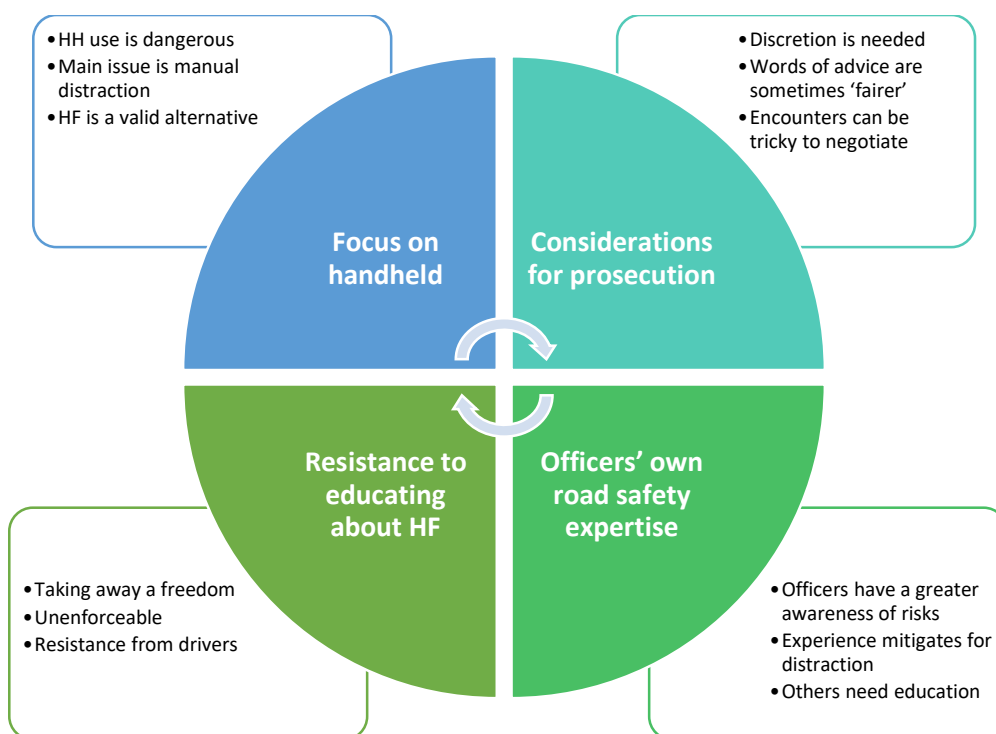 •HH use is dangerous
•Main issue is manual
distraction
•HF is a valid alternative
•Discretion is needed
•Words of advice are
sometimes ‘fairer’
•Encounters can be
tricky to negotiate
Focus on
handheld
Considerations
for prosecution
Resistance to
educating
about HF
Officers’ own
road safety
expertise
•Taking away a freedom
•Unenforceable
•Resistance from drivers
•Officers have a greater
awareness of risks
•Experience mitigates for
distraction
•Others need education